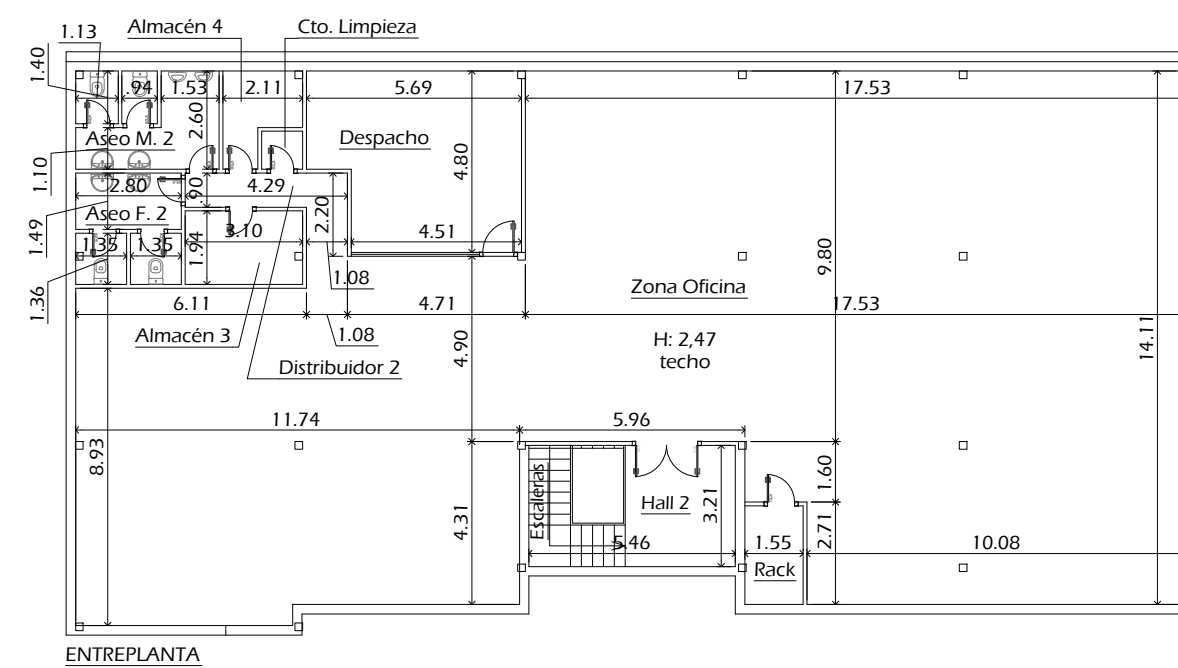 1.13
Almacén 4
Cto. Limpieza
1.40
.94
1.53
2.11
5.69
17.53
2.60
Aseo M. 2
Despacho
4.80
1.10
2.80
.90
4.29
2.20
Aseo F. 2
1.49
1.35
1.35
1.94
3.10
4.51
9.80
1.36
1.08
Zona Oficina
6.11
4.71
17.53
Almacén 3
1.08
4.90
H: 2,47
techo
14.11
Distribuidor 2
11.74
5.96
8.93
Escaleras
Hall 2
3.21
1.60
4.31
5.46
1.55
2.71
10.08
Rack
ENTREPLANTA